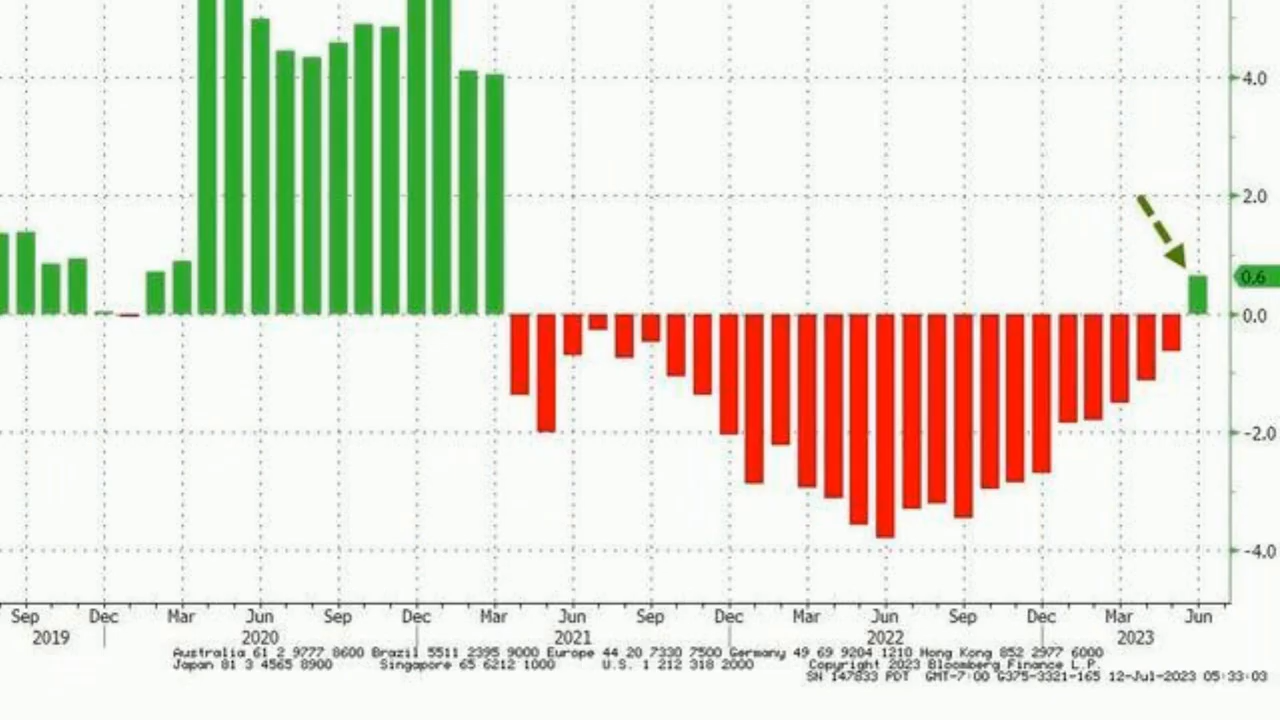 4.0
2.0
0.6
0.0
-2.0
-4.0
Sep Dec Mar Jun Sep Dec Mar Jun Sep Dec Mar Jun Sep Dec Mar Jun
2019 2020 2021 2022 2023
Australia 61 2 9777 8600 Brazil 5511 2395 9000 Europe 44 20 7330 7500 Germany 49 69 9204 1210 Hong Kong 852 2977 6000
Japan 81 3 4565 8900 Singapore 65 6212 1000 U.S. 1 212 318 2000 Copyright 2023 Bloomberg Finance L.P.
SN 147833 PDT GMT-7:00 G375-3321-165 12-Jul-2023 05:33:03